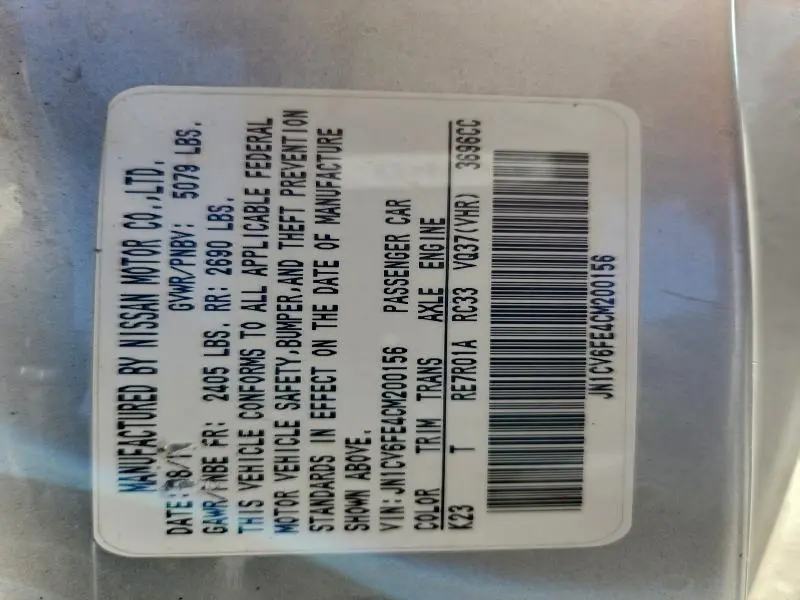 MANUFACTURED BY NISSAN MOTOR CO.,LTD.
DATE: GVWR/PNBV: 5079 LBS.
GAWR/PNBE FR: 2405 LBS. RR: 2690 LBS.
THIS VEHICLE CONFORMS TO ALL APPLICABLE FEDERAL
MOTOR VEHICLE SAFETY,BUMPER,AND THEFT PREVENTION
STANDARDS IN EFFECT ON THE DATE OF MANUFACTURE
SHOWN ABOVE.
VIN:JN1CV6FE4CM200156 PASSENGER CAR
COLOR TRIM TRANS AXLE ENGINE
K23 T RE7R01A RC33 VQ37(VHR) 3696CC
JN1CV6FE4CM200156